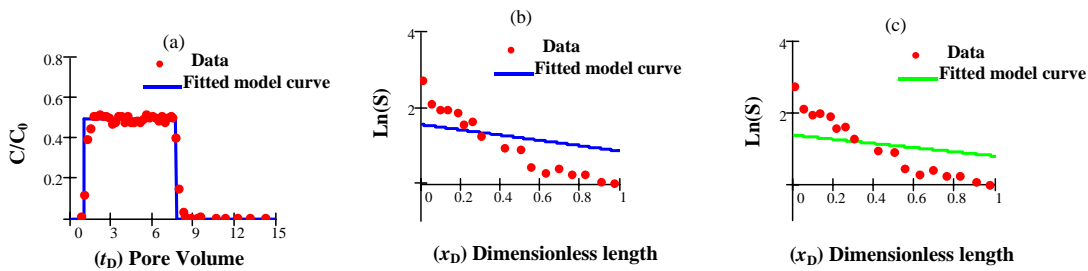 (a)
Data
Fitted model curve
C/C0
0.8
0.6
0.4
0.2
0
0 3 6 9 12 15
(tD) Pore Volume
(b)
Data
Fitted model curve
Ln(S)
4
2
0 0.2 0.4 0.6 0.8 1
(xD) Dimensionless length
(c)
Data
Fitted model curve
Ln(S)
4
2
0
0 0.2 0.4 0.6 0.8 1
(xD) Dimensionless length